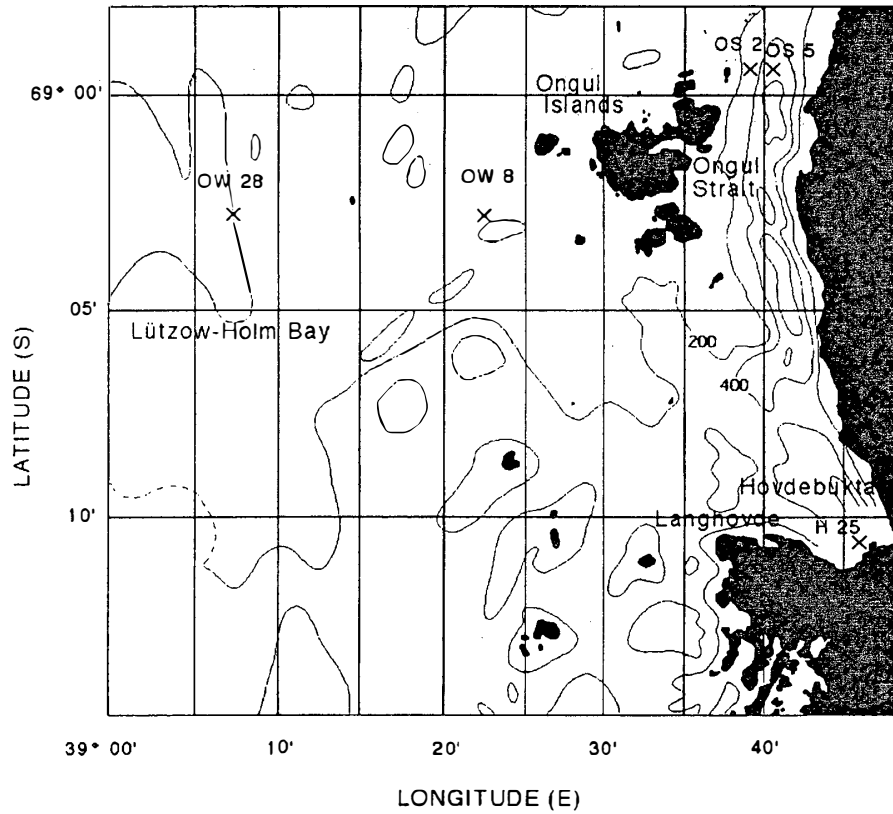 OS 2
OS 5
69° 00'
Ongul
Islands
OW 28
OW 8
Ongul
Strait
05'
Lützow-Holm Bay
200
400
LATITUDE (S)
Hovdebukta
10'
Langhovde
H 25
39° 00'
10'
20'
30'
40'
LONGITUDE (E)